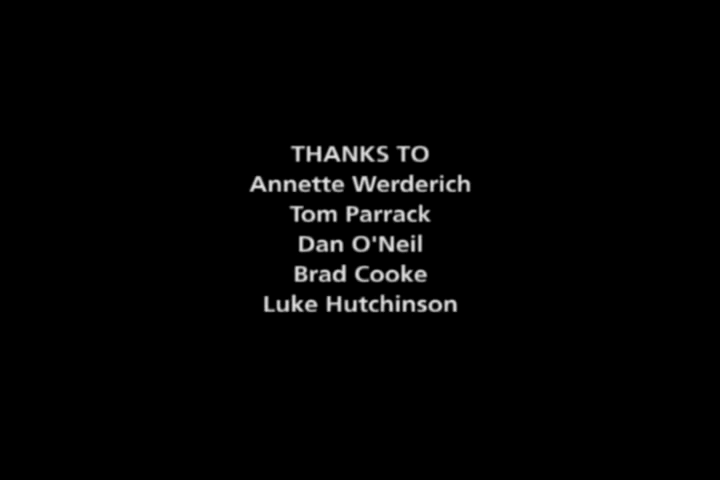 THANKS TO
Annette Werderich
Tom Parrack
Dan O'Neil
Brad Cooke
Luke Hutchinson